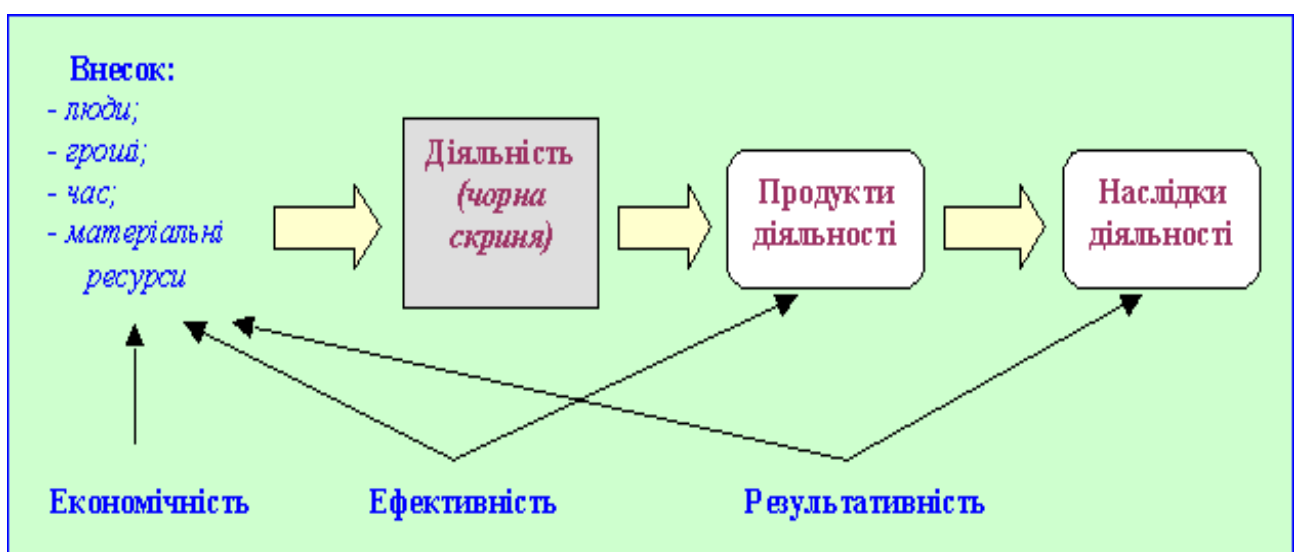 Внесок:
- люди;
- гроші;
- час;
- матеріальні
ресурси
Діяльність
(чорна
скриня)
Продукти
діяльності
Наслідки
діяльності
Економічність
Ефективність
Результативність